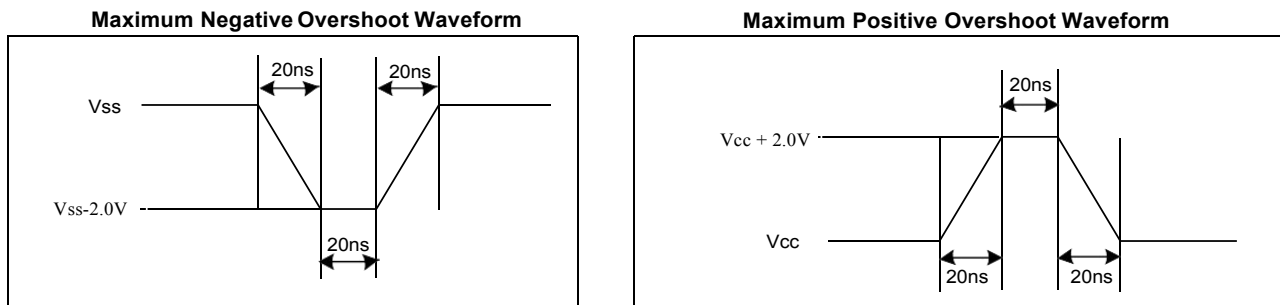 Maximum Negative Overshoot Waveform
20ns
20ns
Vss
Vss-2.0V
20ns
Maximum Positive Overshoot Waveform
20ns
Vcc + 2.0V
Vcc
20ns
20ns